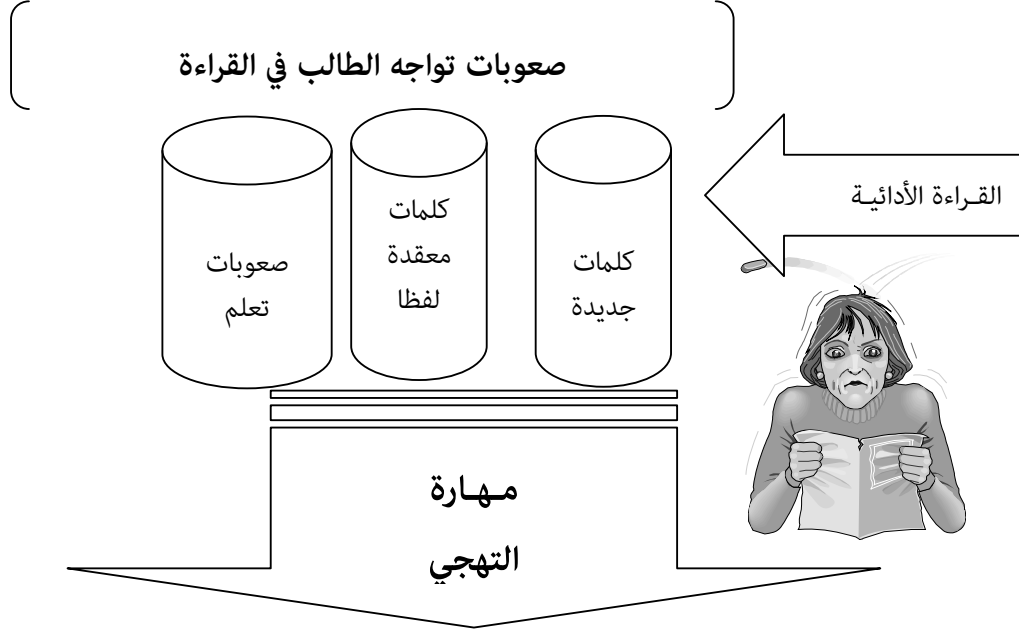 صعوبات تواجه الطالب في القراءة
القـراءة الأدائيـة
كلمات
جديدة
كلمات
معقدة
لفظا
صعوبات
تعلم
مـهـارة
التهجي